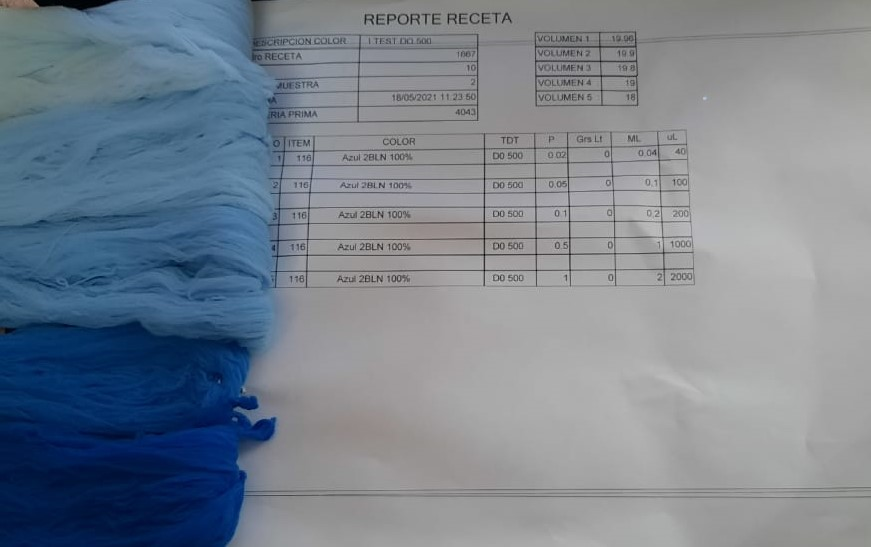 REPORTE RECETA
ESCRIPCION COLOR I TEST DO 500
ro RECETA 1667
10
MUESTRA 2
A 18/05/2021 11:23:50
RIA PRIMA 4043
VOLUMEN 1 19.96
VOLUMEN 2 19.9
VOLUMEN 3 19.8
VOLUMEN 4 19
VOLUMEN 5 18
O ITEM COLOR TDT P Grs Lt ML uL
1 116 Azul 2BLN 100% D0 500 0.02 0 0.04 40
2 116 Azul 2BLN 100% D0 500 0.05 0 0.1 100
3 116 Azul 2BLN 100% D0 500 0.1 0 0.2 200
4 116 Azul 2BLN 100% D0 500 0.5 0 1 1000
116 Azul 2BLN 100% D0 500 1 0 2 2000